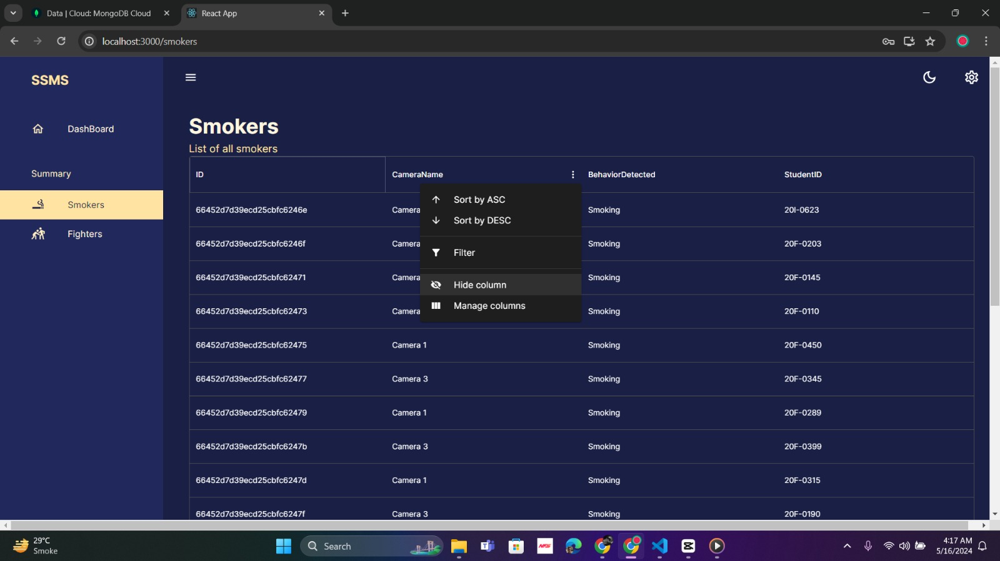 Data | Cloud: MongoDB Cloud
React App
localhost:3000/smokers
SSMS
DashBoard
Summary
Smokers
Fighters
Smokers
List of all smokers
ID CameraName BehaviorDetected StudentID
66452d7d39ecd25cbfc6246e Camera Smoking 20I-0623
66452d7d39ecd25cbfc6246f Camera Smoking 20F-0203
66452d7d39ecd25cbfc62471 Camera Smoking 20F-0145
66452d7d39ecd25cbfc62473 Camera Smoking 20F-0110
66452d7d39ecd25cbfc62475 Camera 1 Smoking 20F-0450
66452d7d39ecd25cbfc62477 Camera 3 Smoking 20F-0345
66452d7d39ecd25cbfc62479 Camera 1 Smoking 20F-0289
66452d7d39ecd25cbfc6247b Camera 3 Smoking 20F-0399
66452d7d39ecd25cbfc6247d Camera 1 Smoking 20F-0315
66452d7d39ecd25cbfc6247f Camera 3 Smoking 20F-0190
Sort by ASC
Sort by DESC
Filter
Hide column
Manage columns
29°C
Smoke
Search
NFS
4:17 AM
5/16/2024